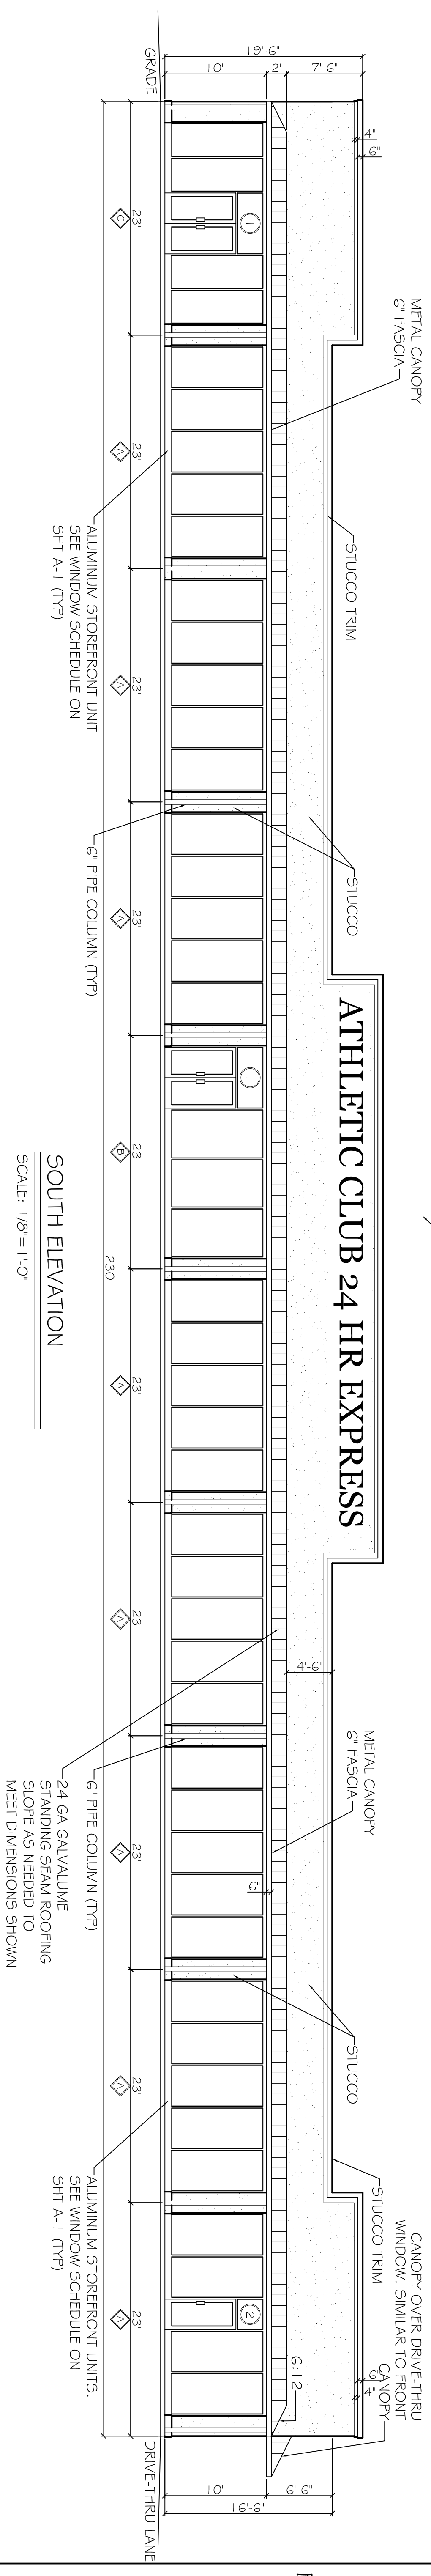 19'-6"
10'
2'
7'-6"
4"
6"
GRADE
METAL CANOPY
6" FASCIA
STUCCO TRIM
STUCCO
ATHLETIC CLUB 24 HR EXPRESS
4'-6"
METAL CANOPY
6" FASCIA
6"
STUCCO
STUCCO TRIM
CANOPY OVER DRIVE-THRU
WINDOW. SIMILAR TO FRONT
CANOPY
6"
4"
6:12
10'
6'-6"
16'-6"
DRIVE-THRU LANE
1
1
2
23'
23'
23'
23'
23'
23'
23'
23'
23'
23'
C
A
A
A
B
A
A
A
A
A
230'
ALUMINUM STOREFRONT UNIT
SEE WINDOW SCHEDULE ON
SHT A-1 (TYP)
6" PIPE COLUMN (TYP)
6" PIPE COLUMN (TYP)
24 GA GALVALUME
STANDING SEAM ROOFING
SLOPE AS NEEDED TO
MEET DIMENSIONS SHOWN
ALUMINUM STOREFRONT UNITS.
SEE WINDOW SCHEDULE ON
SHT A-1 (TYP)
SOUTH ELEVATION
SCALE: 1/8"=1'-0"